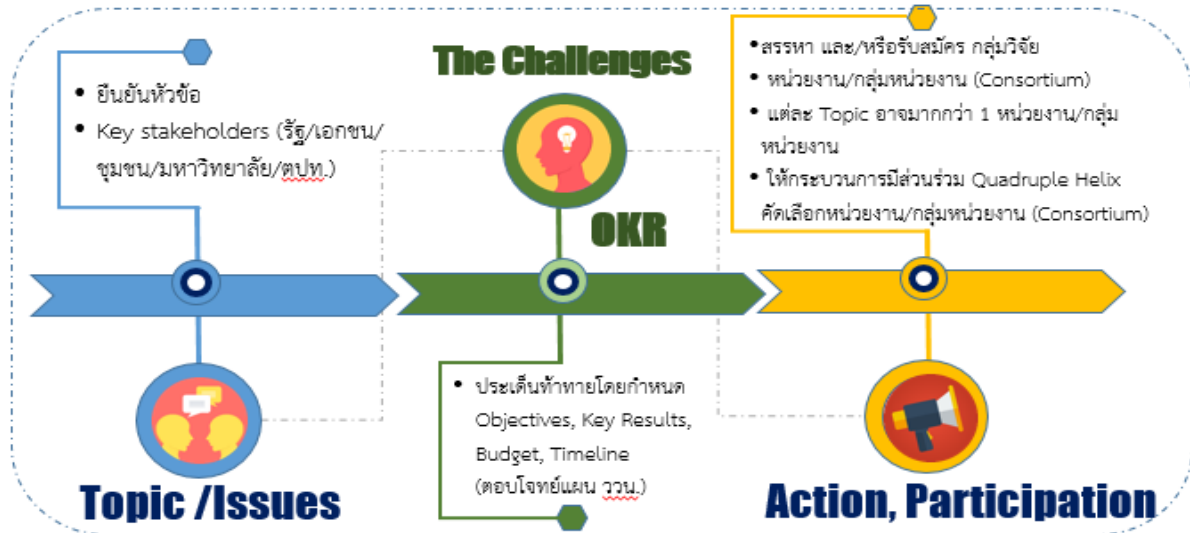 • ยืนยันหัวข้อ
• Key stakeholders (รัฐ/เอกชน/
ชุมชน/มหาวิทยาลัย/ตปท.)
Topic /Issues
The Challenges
OKR
• ประเด็นท้าทายโดยกำหนด
Objectives, Key Results,
Budget, Timeline
(ตอบโจทย์แผน ววน.)
•สรรหา และ/หรือรับสมัคร กลุ่มวิจัย
• หน่วยงาน/กลุ่มหน่วยงาน (Consortium)
• แต่ละ Topic อาจมากกว่า 1 หน่วยงาน/กลุ่ม
หน่วยงาน
• ให้กระบวนการมีส่วนร่วม Quadruple Helix
คัดเลือกหน่วยงาน/กลุ่มหน่วยงาน (Consortium)
Action, Participation